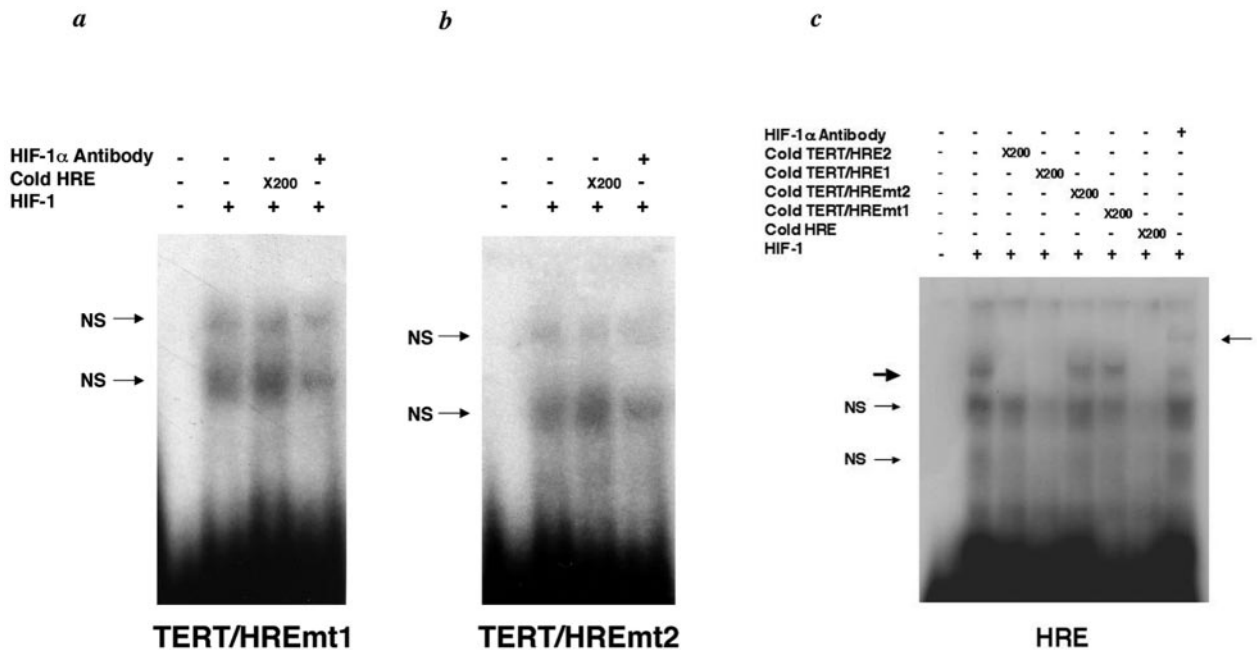 a
HIF-1α Antibody - - - +
Cold HRE - - X200 -
HIF-1 - + + +
NS
NS
TERT/HREmt1
b
- - - +
- - X200 -
- + + +
NS
NS
TERT/HREmt2
c
HIF-1α Antibody - - - - - - - +
Cold TERT/HRE2 - - X200 - - - - -
Cold TERT/HRE1 - - - X200 - - - -
Cold TERT/HREmt2 - - - - X200 - - -
Cold TERT/HREmt1 - - - - - X200 - -
Cold HRE - - - - - - X200 -
HIF-1 - + + + + + + +
NS
NS
HRE